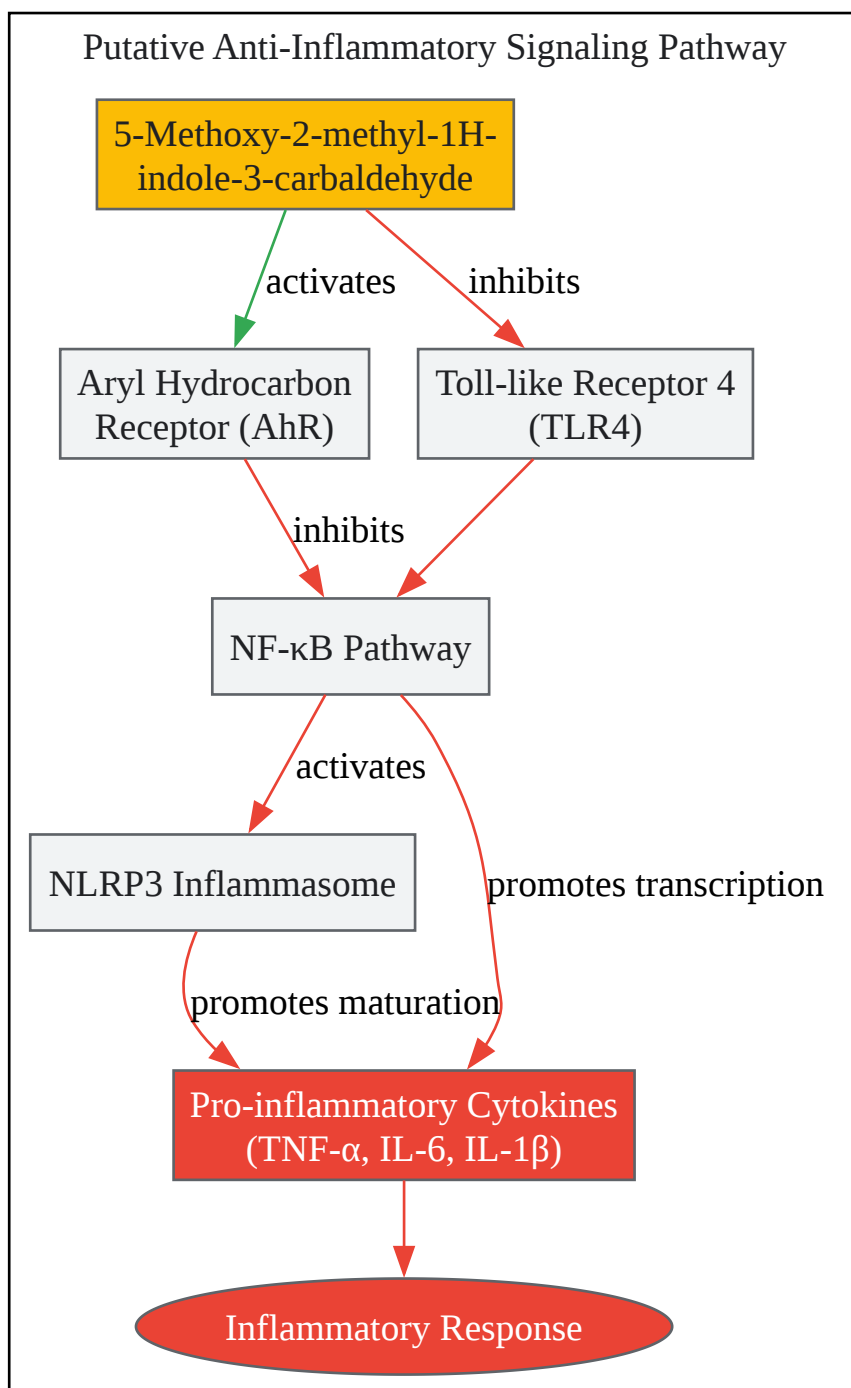 Putative Anti-Inflammatory Signaling Pathway
5-Methoxy-2-methyl-1H-
indole-3-carbaldehyde
activates
inhibits
Aryl Hydrocarbon
Receptor (AhR)
Toll-like Receptor 4
(TLR4)
inhibits
NF-κB Pathway
activates
NLRP3 Inflammasome
promotes transcription
promotes maturation
Pro-inflammatory Cytokines
(TNF-α, IL-6, IL-1β)
Inflammatory Response